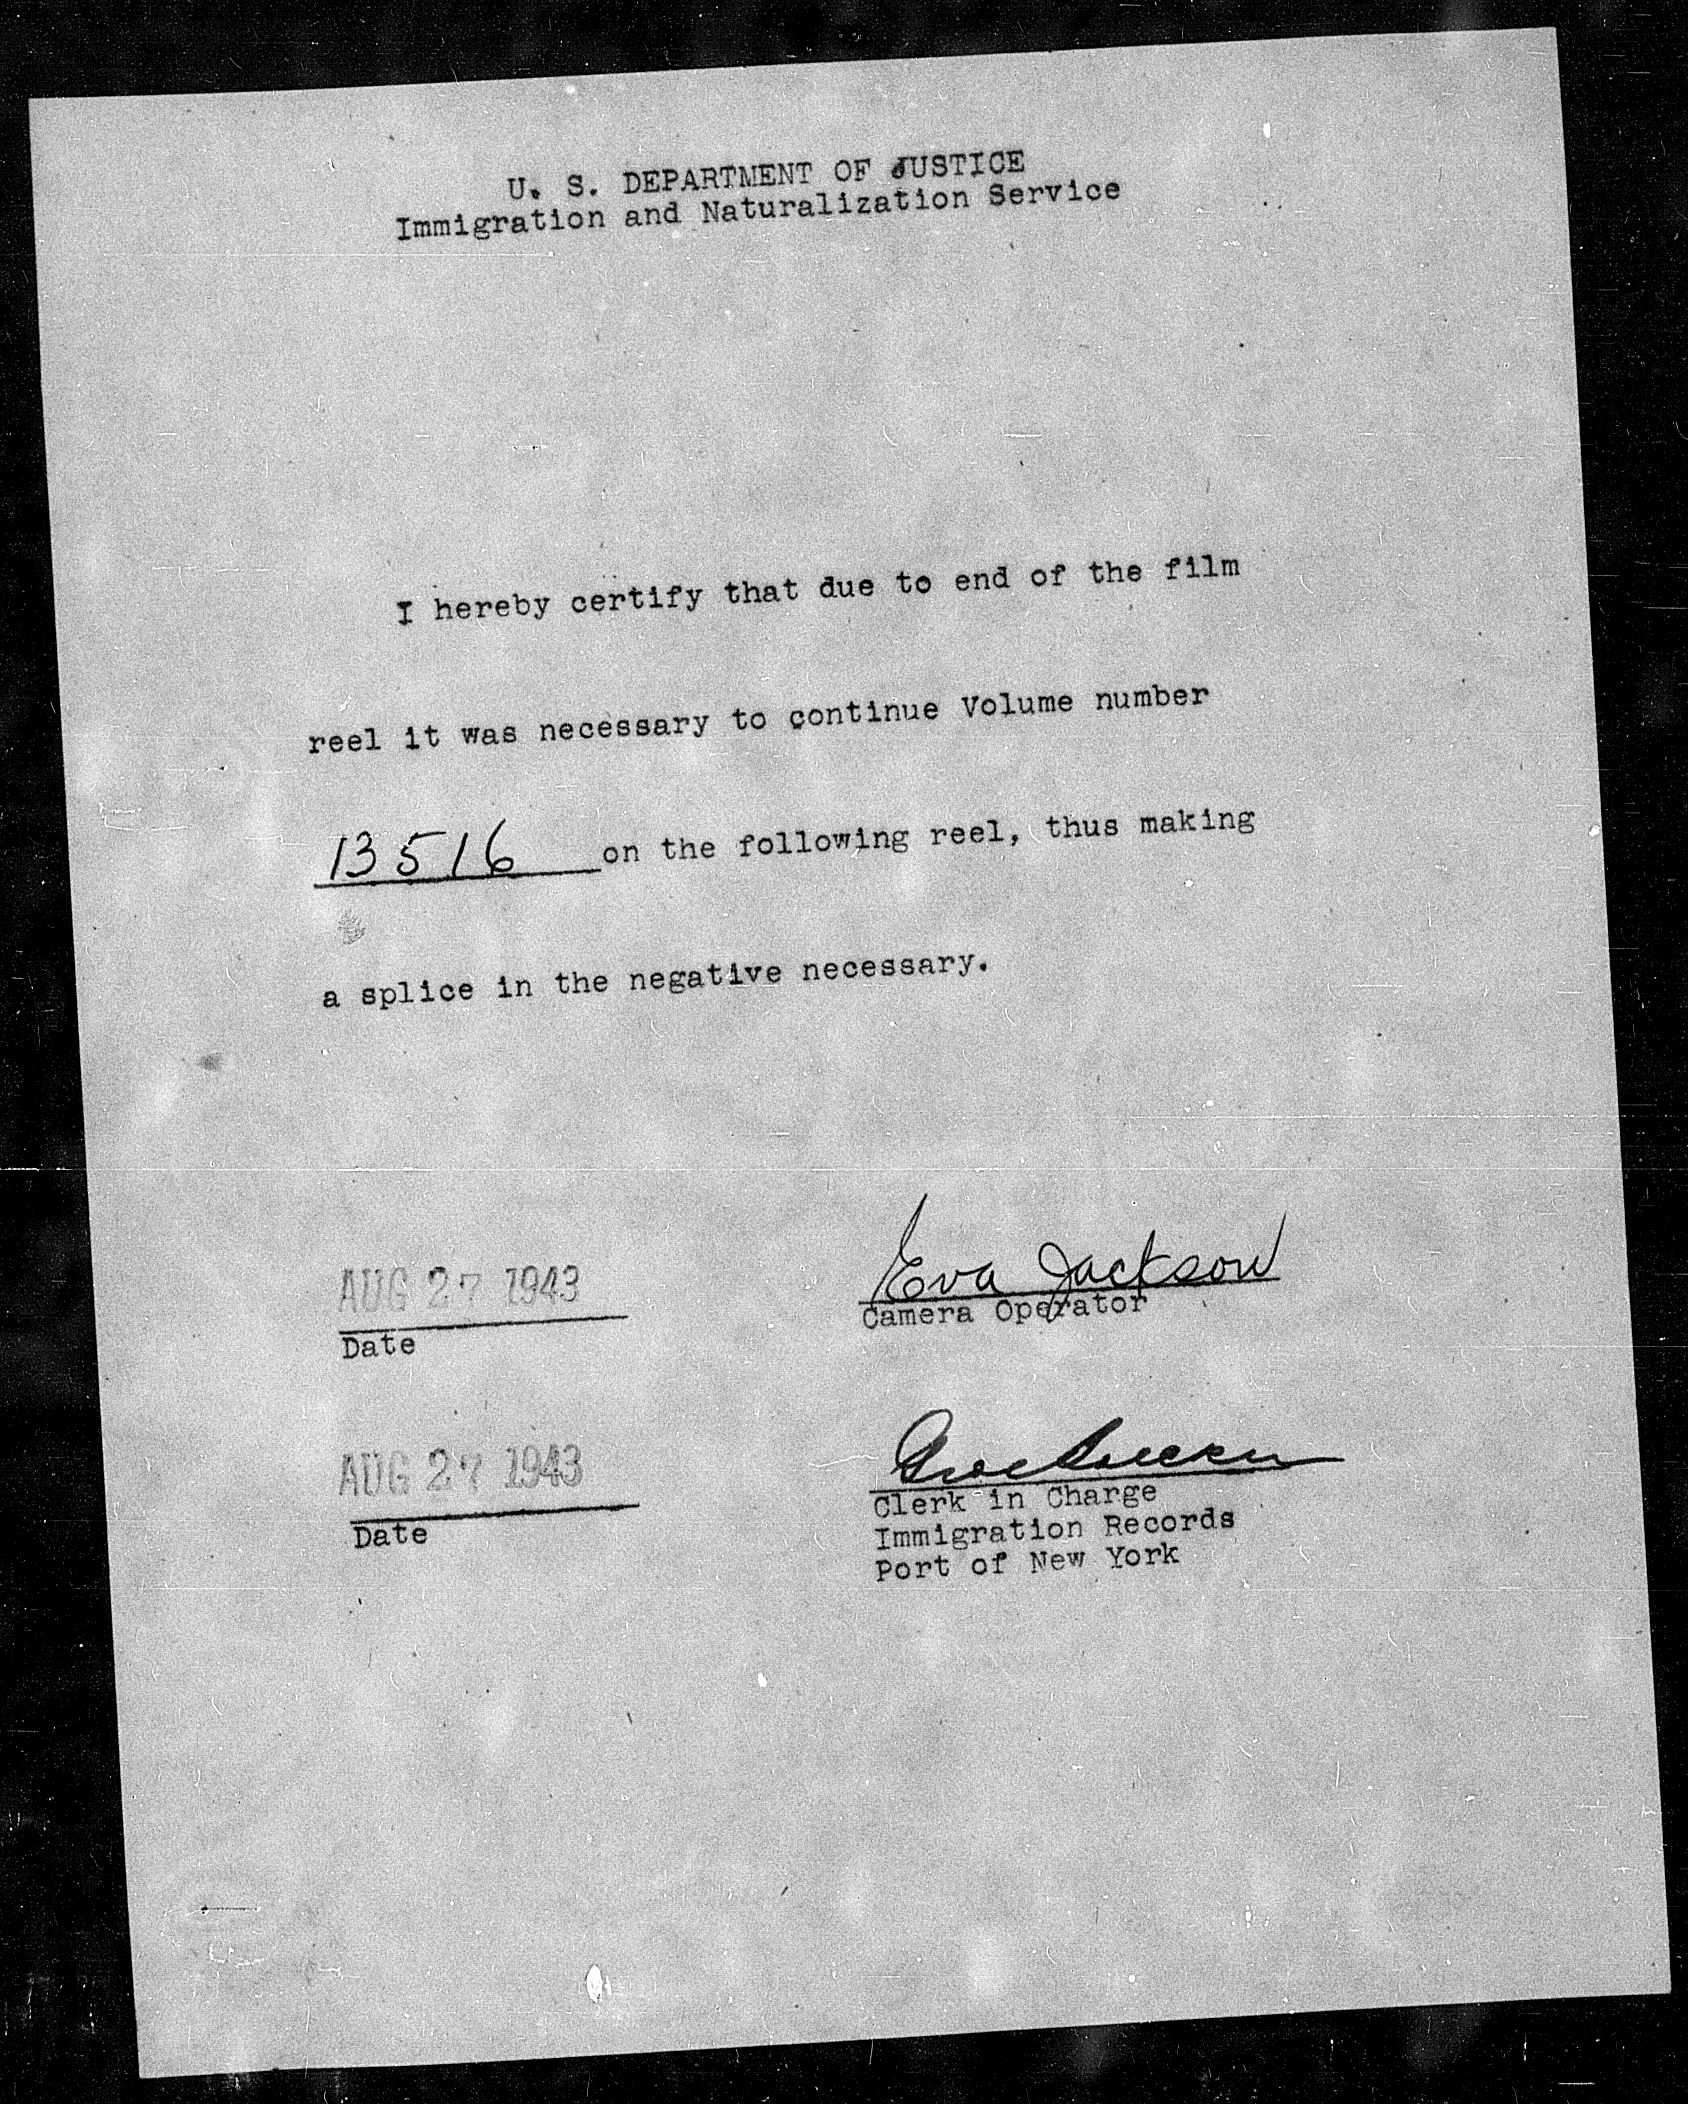 U. S. DEPARTMENT OF JUSTICE
Immigration and Naturalization Service
I hereby certify that due to end of the film
reel it was necessary to continue Volume number
13516 on the following reel, thus making
a splice in the negative necessary.
AUG 27 1943
Eva Jackson
Date
Camera Operator
AUG 27 1943
Date
Clerk in Charge
Immigration Records
Port of New York